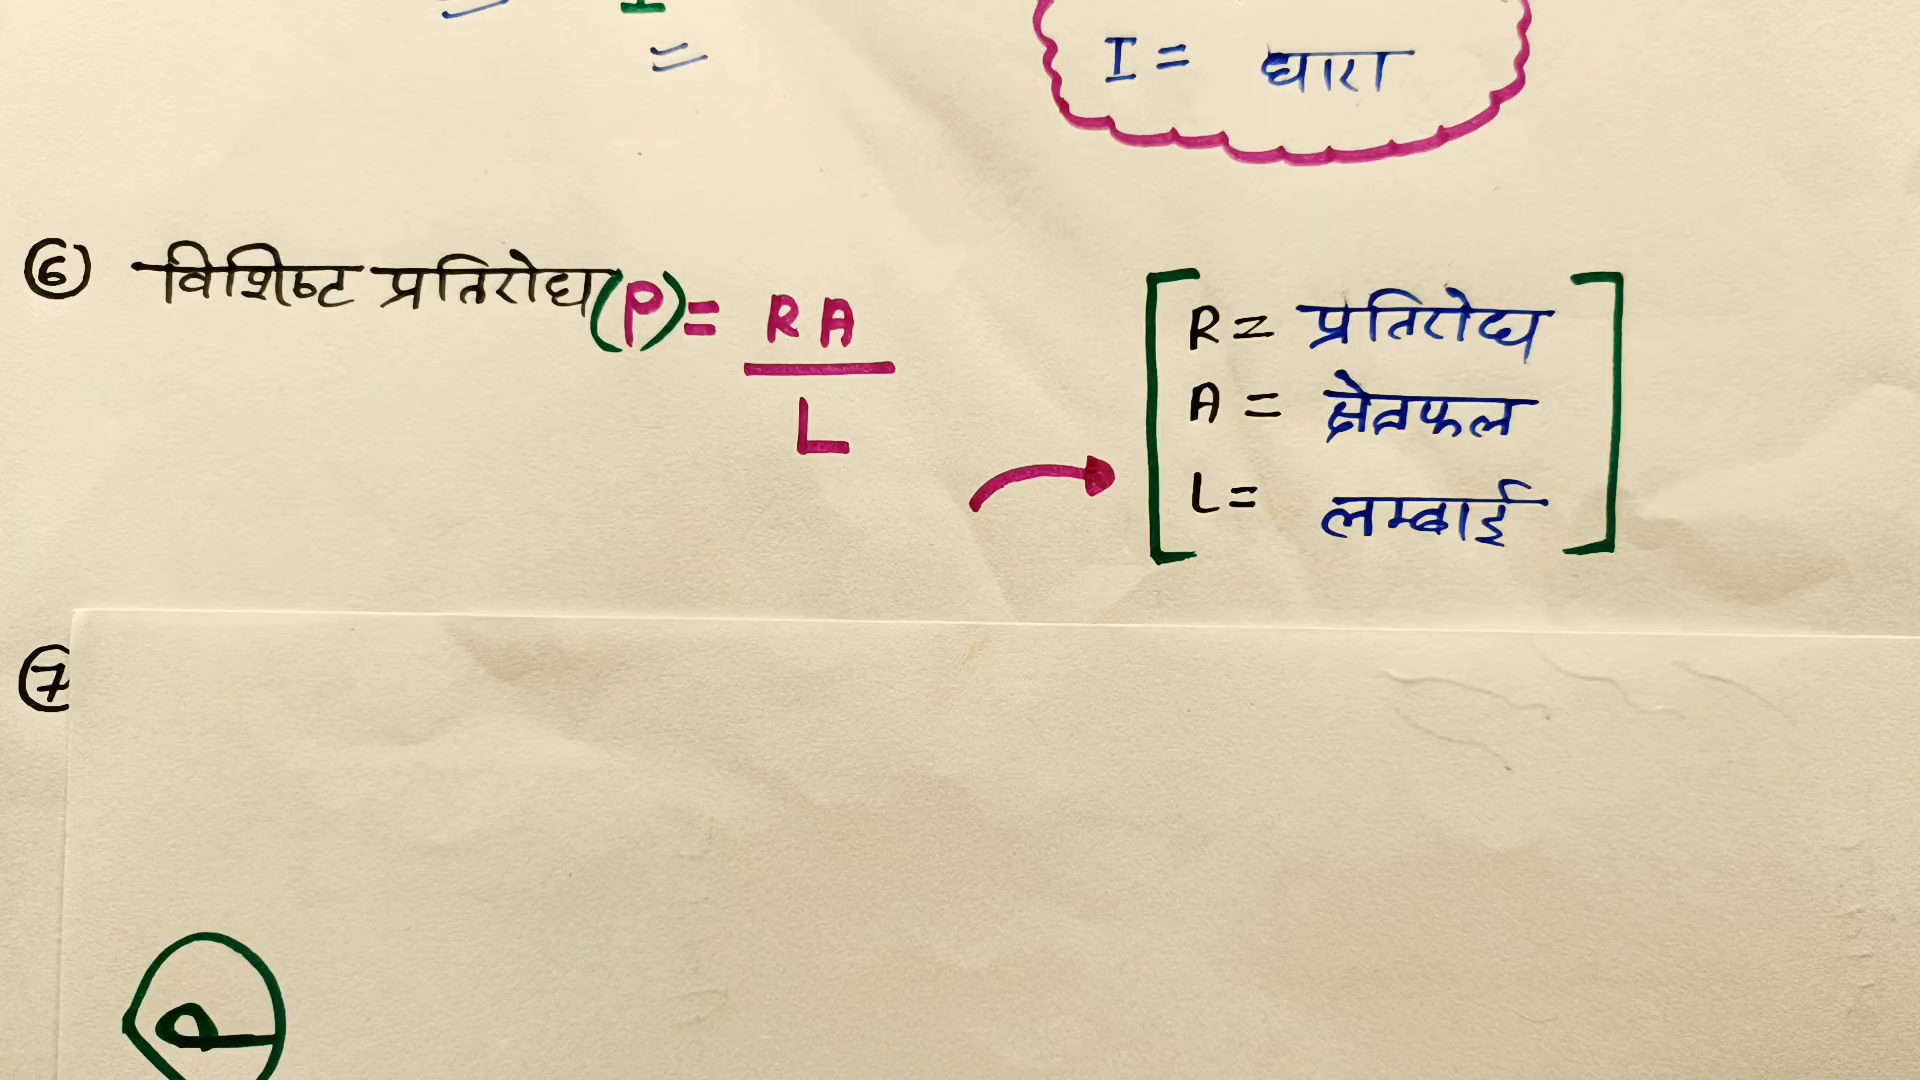 I = धारा
⑥ विशिष्ट प्रतिरोध (P) = RA / L
R = प्रतिरोध
A = क्षेत्रफल
L = लम्बाई
⑦